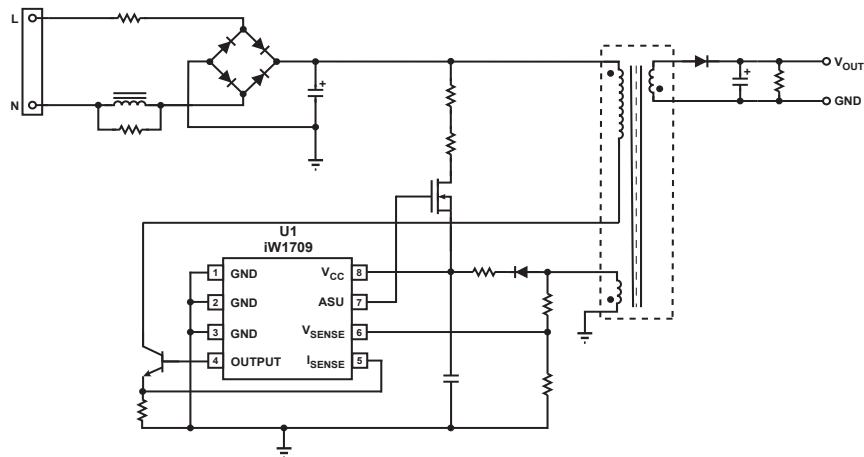 L
N
V_OUT
GND
U1
iW1709
1 GND
2 GND
3 GND
4 OUTPUT
V_CC 8
ASU 7
V_SENSE 6
I_SENSE 5
+
+